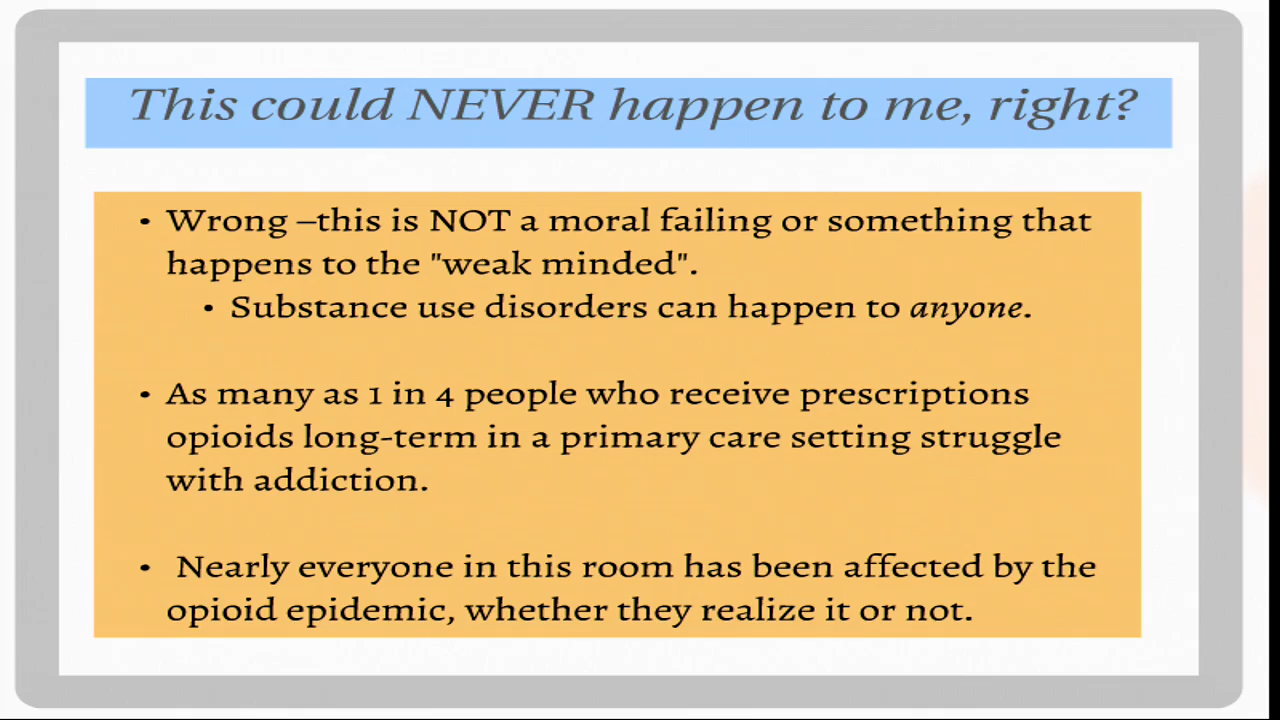 This could NEVER happen to me, right?
• Wrong –this is NOT a moral failing or something that
happens to the "weak minded".
• Substance use disorders can happen to anyone.
• As many as 1 in 4 people who receive prescriptions
opioids long-term in a primary care setting struggle
with addiction.
• Nearly everyone in this room has been affected by the
opioid epidemic, whether they realize it or not.